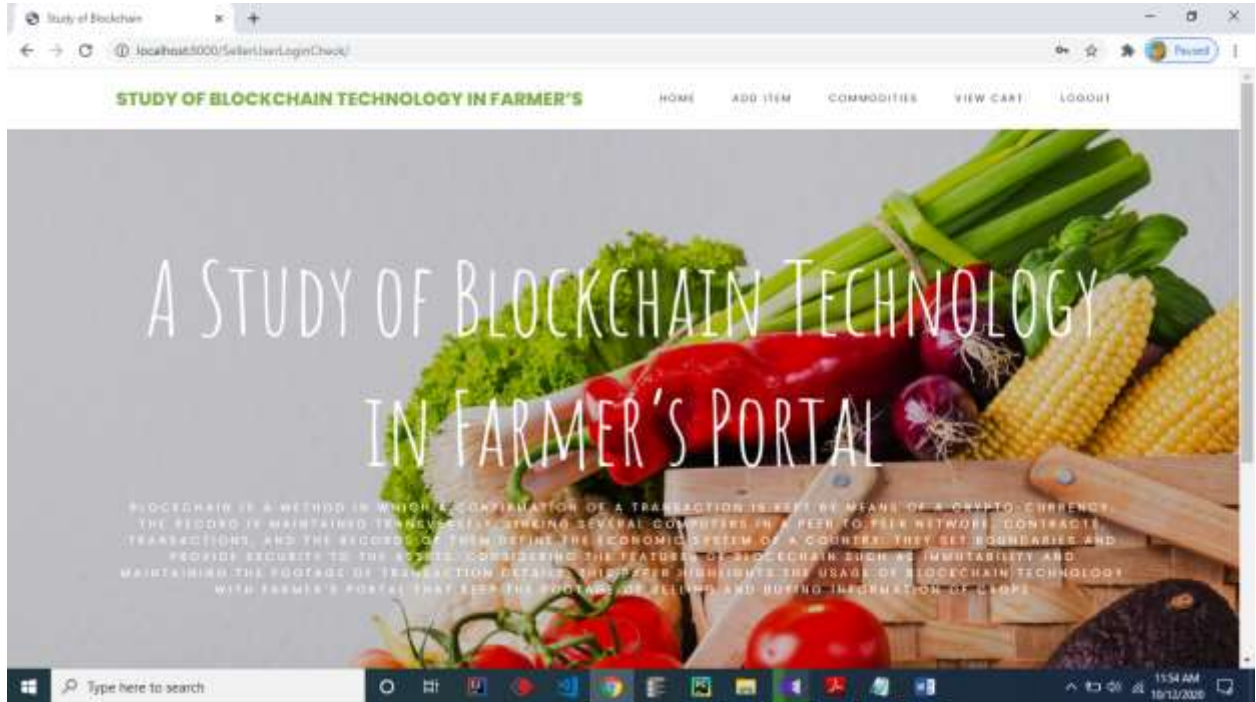 Study of Blockchain
localhost:8000/SellerUserLoginCheck/
Paused
STUDY OF BLOCKCHAIN TECHNOLOGY IN FARMER'S
HOME
ADD ITEM
COMMODITIES
VIEW CART
LOGOUT
A STUDY OF BLOCKCHAIN TECHNOLOGY
IN FARMER'S PORTAL
BLOCKCHAIN IS A METHOD IN WHICH A CONFIRMATION OF A TRANSACTION IS KEPT BY MEANS OF A CRYPTO-CURRENCY.
THE RECORD IS MAINTAINED TRANSVERSELY, LINKING SEVERAL COMPUTERS IN A PEER TO PEER NETWORK. CONTRACTS,
TRANSACTIONS, AND THE RECORDS OF THEM DEFINE THE ECONOMIC SYSTEM OF A COUNTRY. THEY SET BOUNDARIES AND
PROVIDE SECURITY TO THE ASSETS. CONSIDERING THE FEATURES OF BLOCKCHAIN SUCH AS IMMUTABILITY AND
MAINTAINING THE FOOTAGE OF TRANSACTION DETAILS, THIS PAPER HIGHLIGHTS THE USAGE OF BLOCKCHAIN TECHNOLOGY
WITH FARMER'S PORTAL THAT KEEP THE FOOTAGE OF SELLING AND BUYING INFORMATION OF CROPS
Type here to search
11:54 AM
10/12/2020